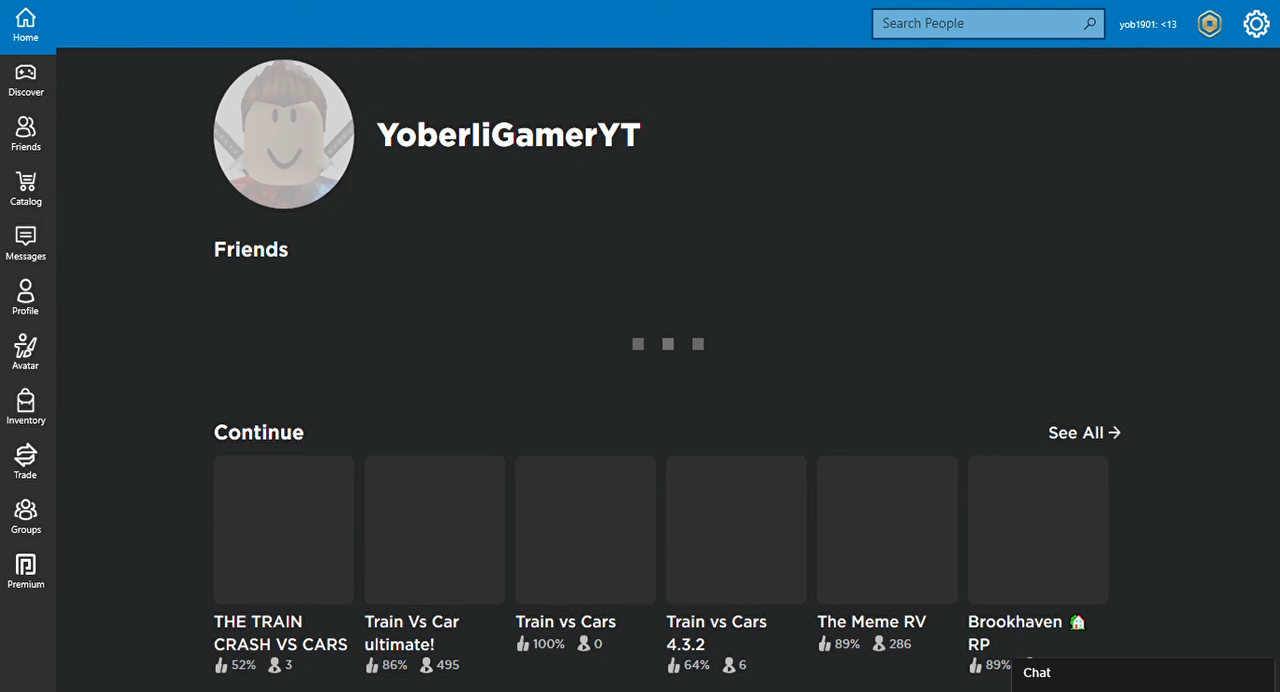 Home
Search People
yob1901: <13
Discover
Friends
Catalog
Messages
Profile
Avatar
Inventory
Trade
Groups
Premium
YoberliGamerYT
Friends
Continue
See All
THE TRAIN
CRASH VS CARS
52% 3
Train Vs Car
ultimate!
86% 495
Train vs Cars
100% 0
Train vs Cars
4.3.2
64% 6
The Meme RV
89% 286
Brookhaven 🏡
RP
89%
Chat